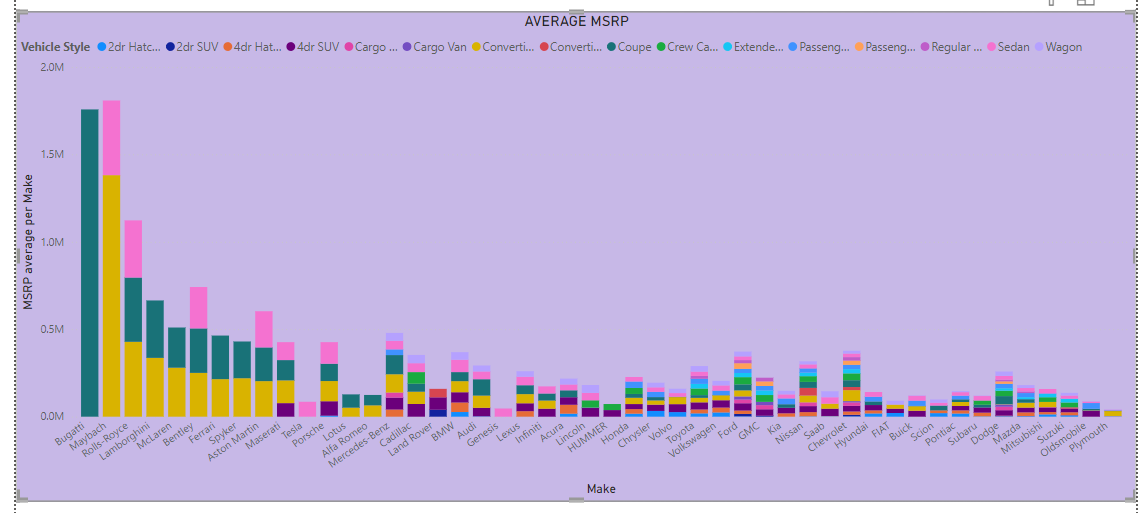 AVERAGE MSRP
Vehicle Style 2dr Hatc... 2dr SUV 4dr Hat... 4dr SUV Cargo ... Cargo Van Converti... Converti... Coupe Crew Ca... Extende... Passeng... Passeng... Regular ... Sedan Wagon
2.0M
1.5M
1.0M
0.5M
0.0M
MSRP average per Make
Bugatti
Maybach
Rolls-Royce
Lamborghini
McLaren
Bentley
Ferrari
Spyker
Aston Martin
Maserati
Tesla
Porsche
Lotus
Alfa Romeo
Mercedes-Benz
Cadillac
Land Rover
BMW
Audi
Genesis
Lexus
Infiniti
Acura
Lincoln
HUMMER
Honda
Chrysler
Volvo
Toyota
Volkswagen
Ford
GMC
Kia
Nissan
Saab
Chevrolet
Hyundai
FIAT
Buick
Scion
Pontiac
Subaru
Dodge
Mazda
Mitsubishi
Suzuki
Oldsmobile
Plymouth
Make